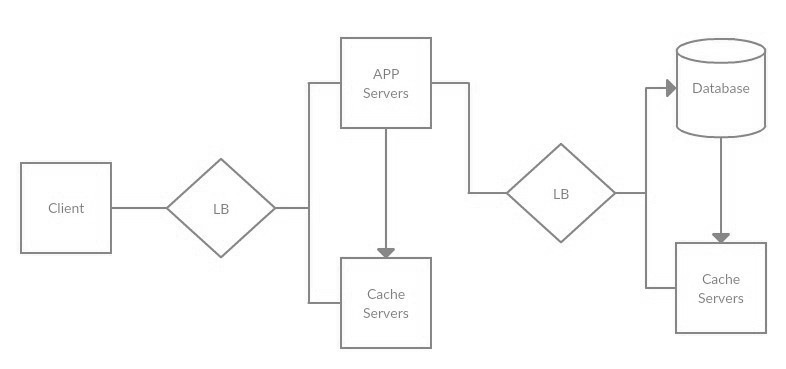 Client
LB
APP
Servers
Cache
Servers
LB
Database
Cache
Servers